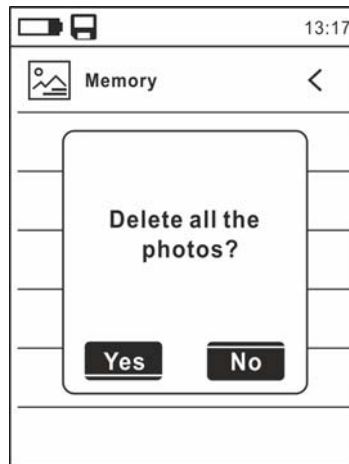 13:17
Memory
Delete all the
photos?
Yes No